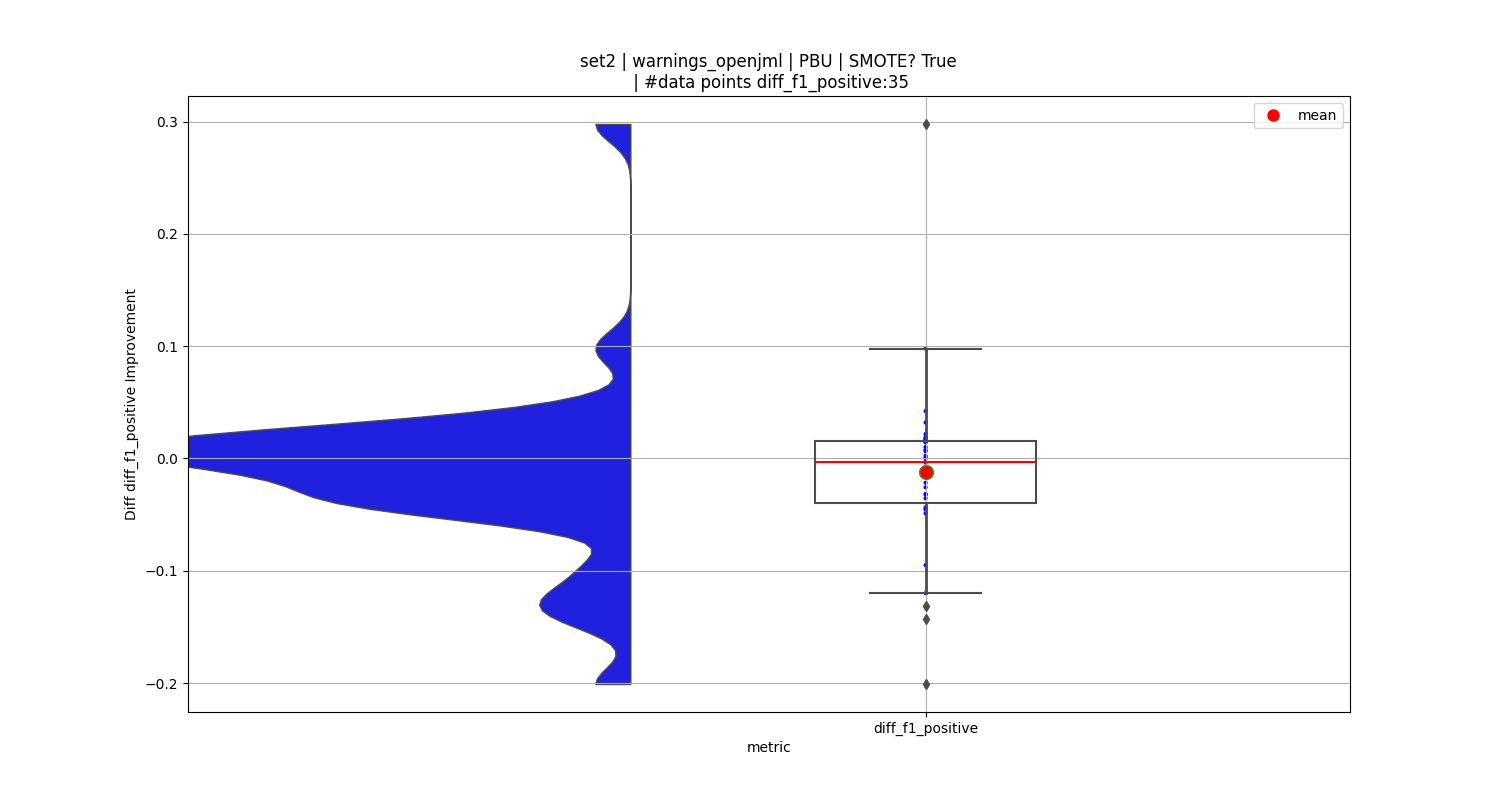 set2 | warnings_openjml | PBU | SMOTE? True
| #data points diff_f1_positive:35
mean
0.3
0.2
0.1
0.0
−0.1
−0.2
Diff diff_f1_positive Improvement
diff_f1_positive
metric